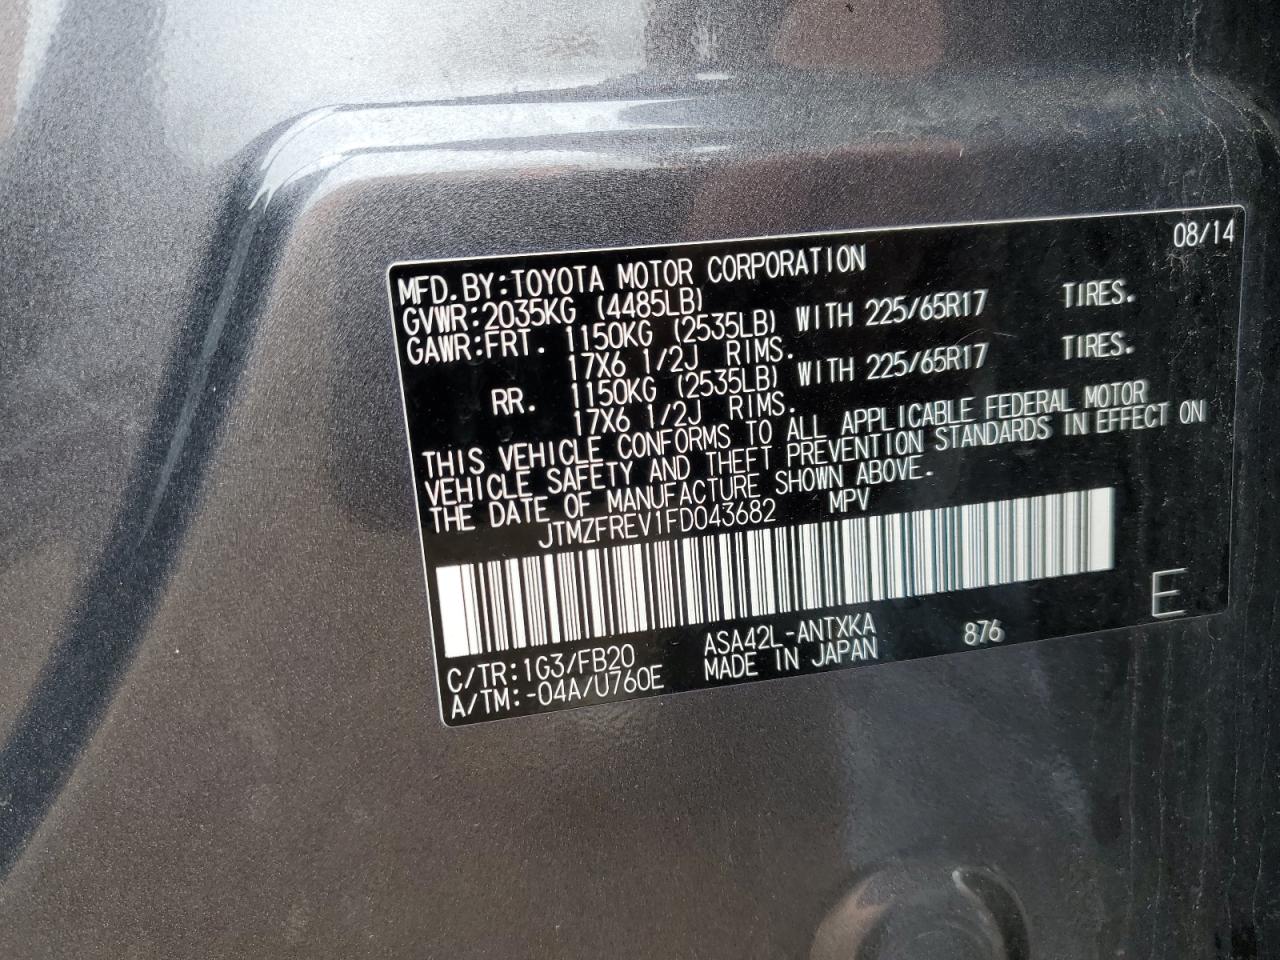 08/14
MFD.BY:TOYOTA MOTOR CORPORATION
GVWR:2035KG (4485LB)
GAWR:FRT. 1150KG (2535LB) WITH 225/65R17 TIRES.
17X6 1/2J RIMS.
RR. 1150KG (2535LB) WITH 225/65R17 TIRES.
17X6 1/2J RIMS.
THIS VEHICLE CONFORMS TO ALL APPLICABLE FEDERAL MOTOR
VEHICLE SAFETY AND THEFT PREVENTION STANDARDS IN EFFECT ON
THE DATE OF MANUFACTURE SHOWN ABOVE.
JTMZFREV1FD043682 MPV
C/TR:1G3/FB20 ASA42L-ANTXKA 876 E
A/TM:-04A/U760E MADE IN JAPAN